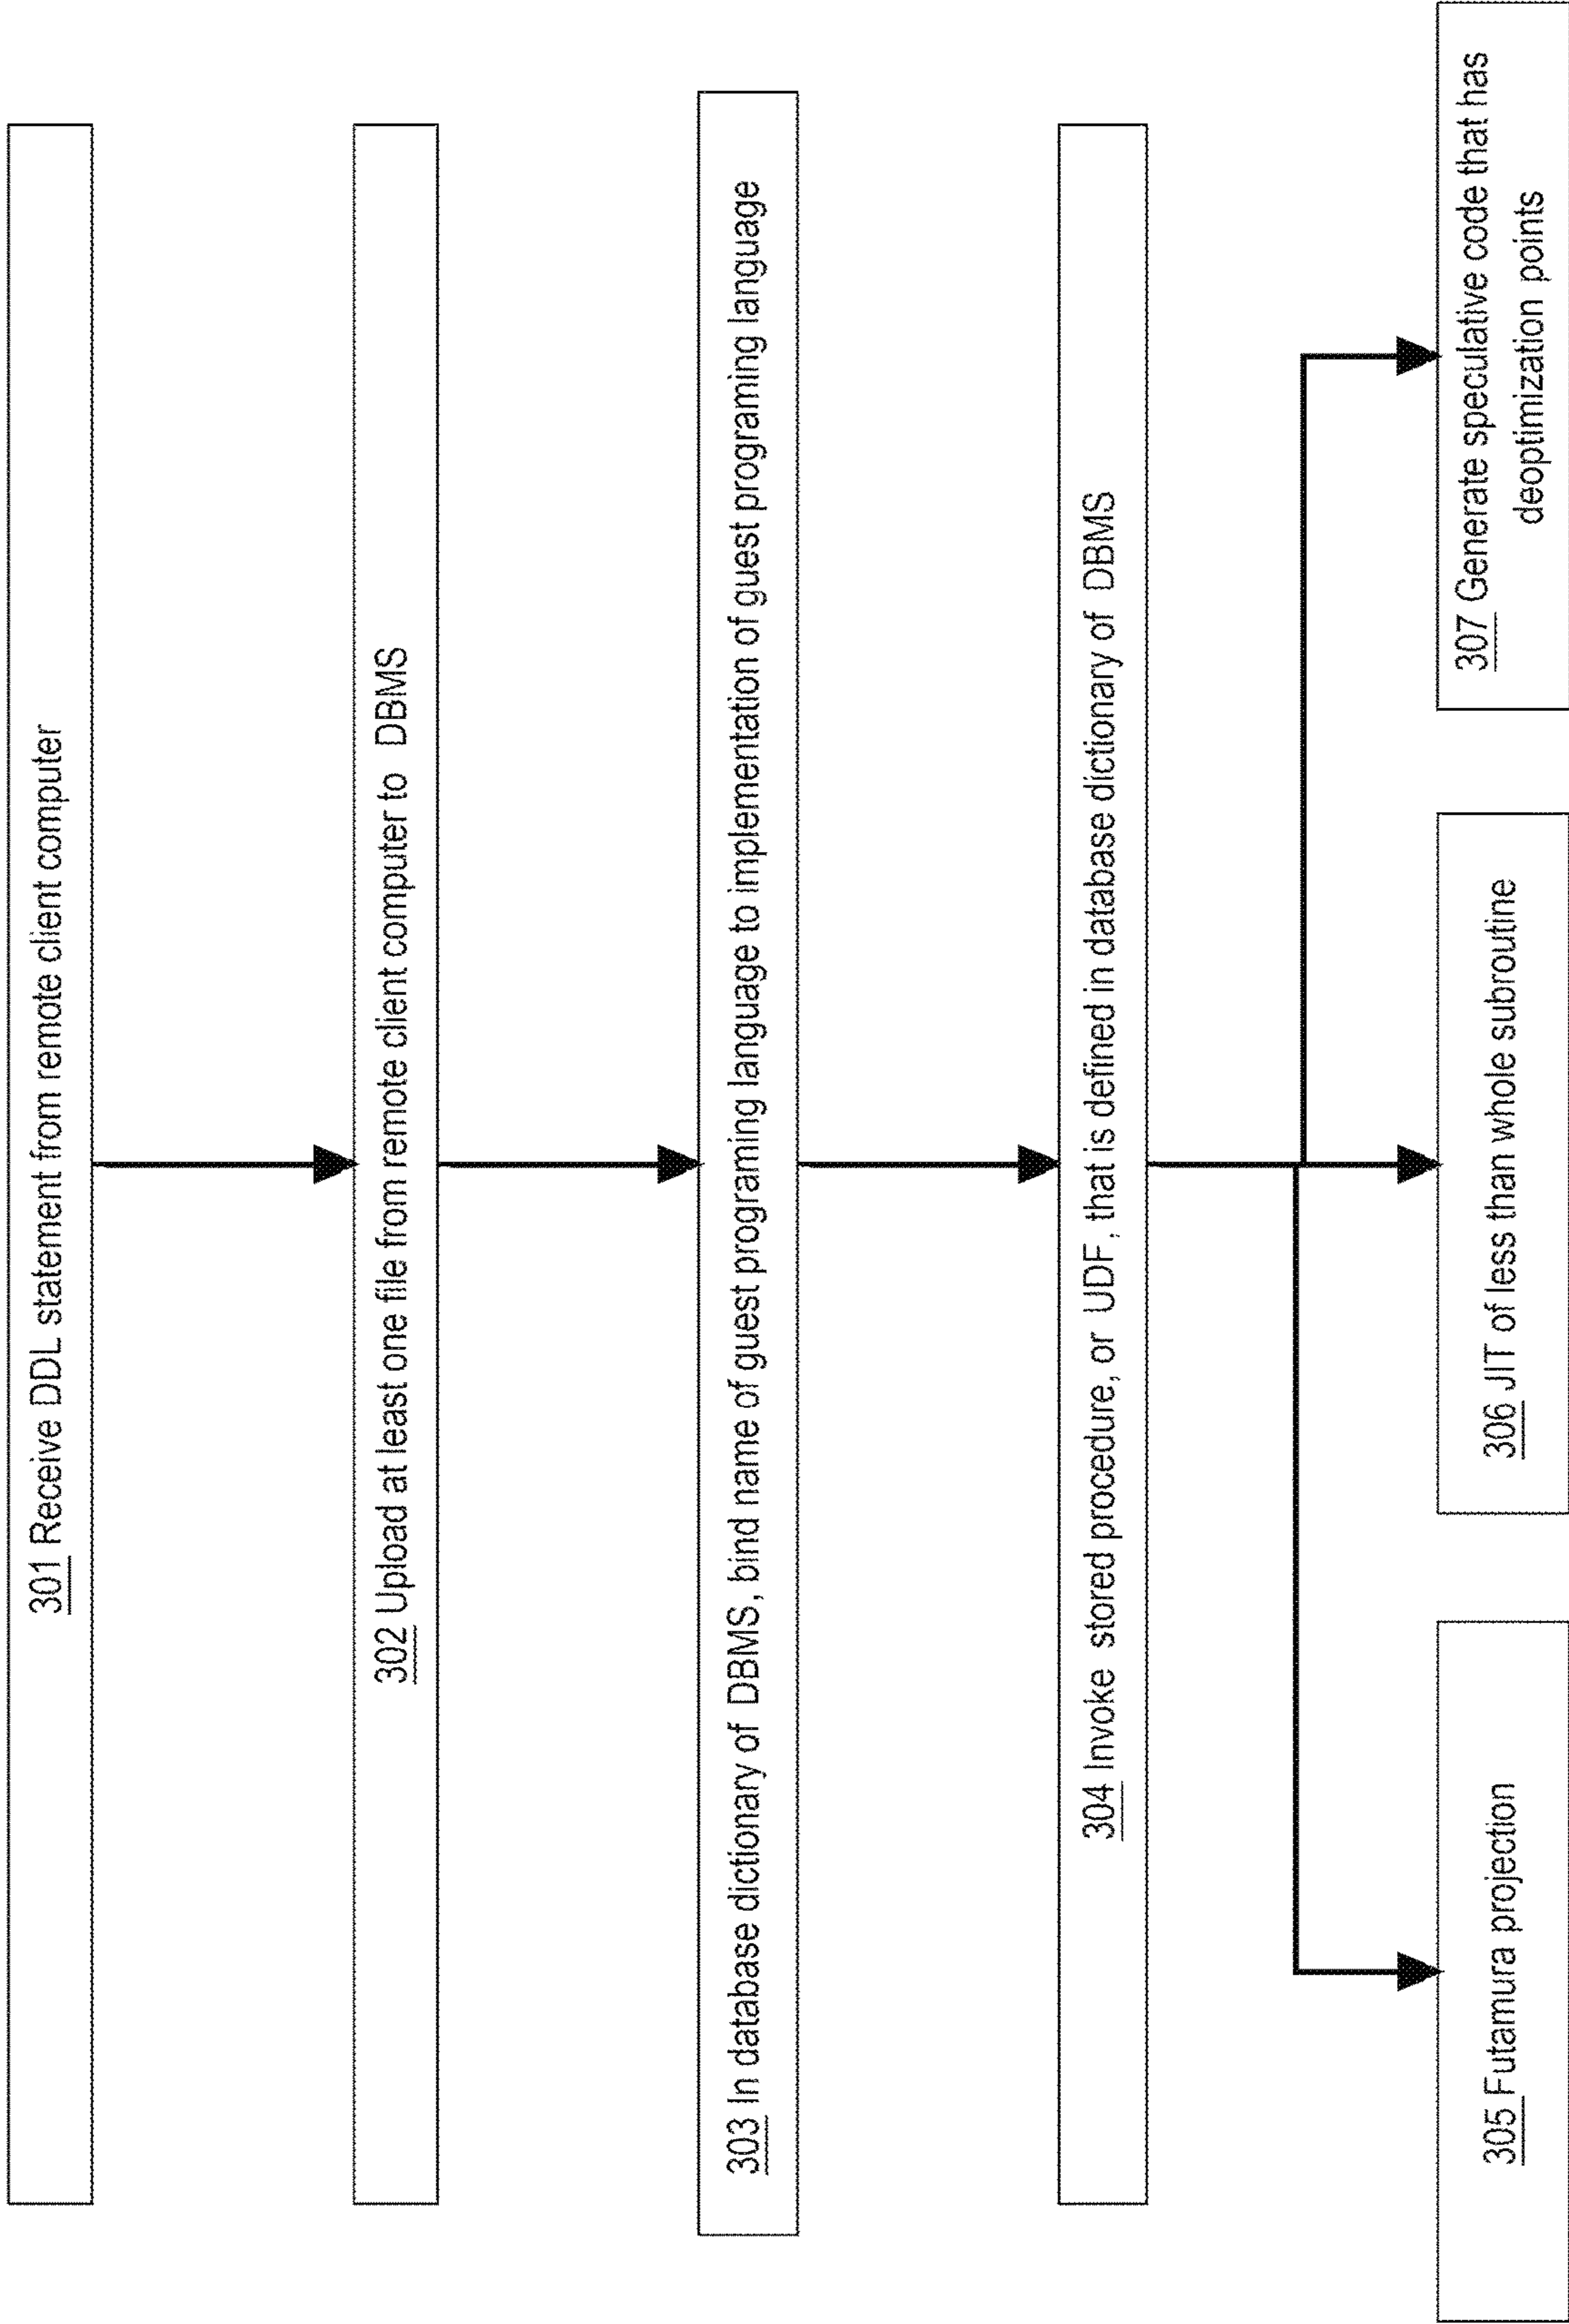 301 Receive DDL statement from remote client computer
302 Upload at least one file from remote client computer to DBMS
303 In database dictionary of DBMS, bind name of guest programing language to implementation of guest programing language
304 Invoke stored procedure, or UDF, that is defined in database dictionary of DBMS
305 Futamura projection
306 JIT of less than whole subroutine
307 Generate speculative code that has
deoptimization points